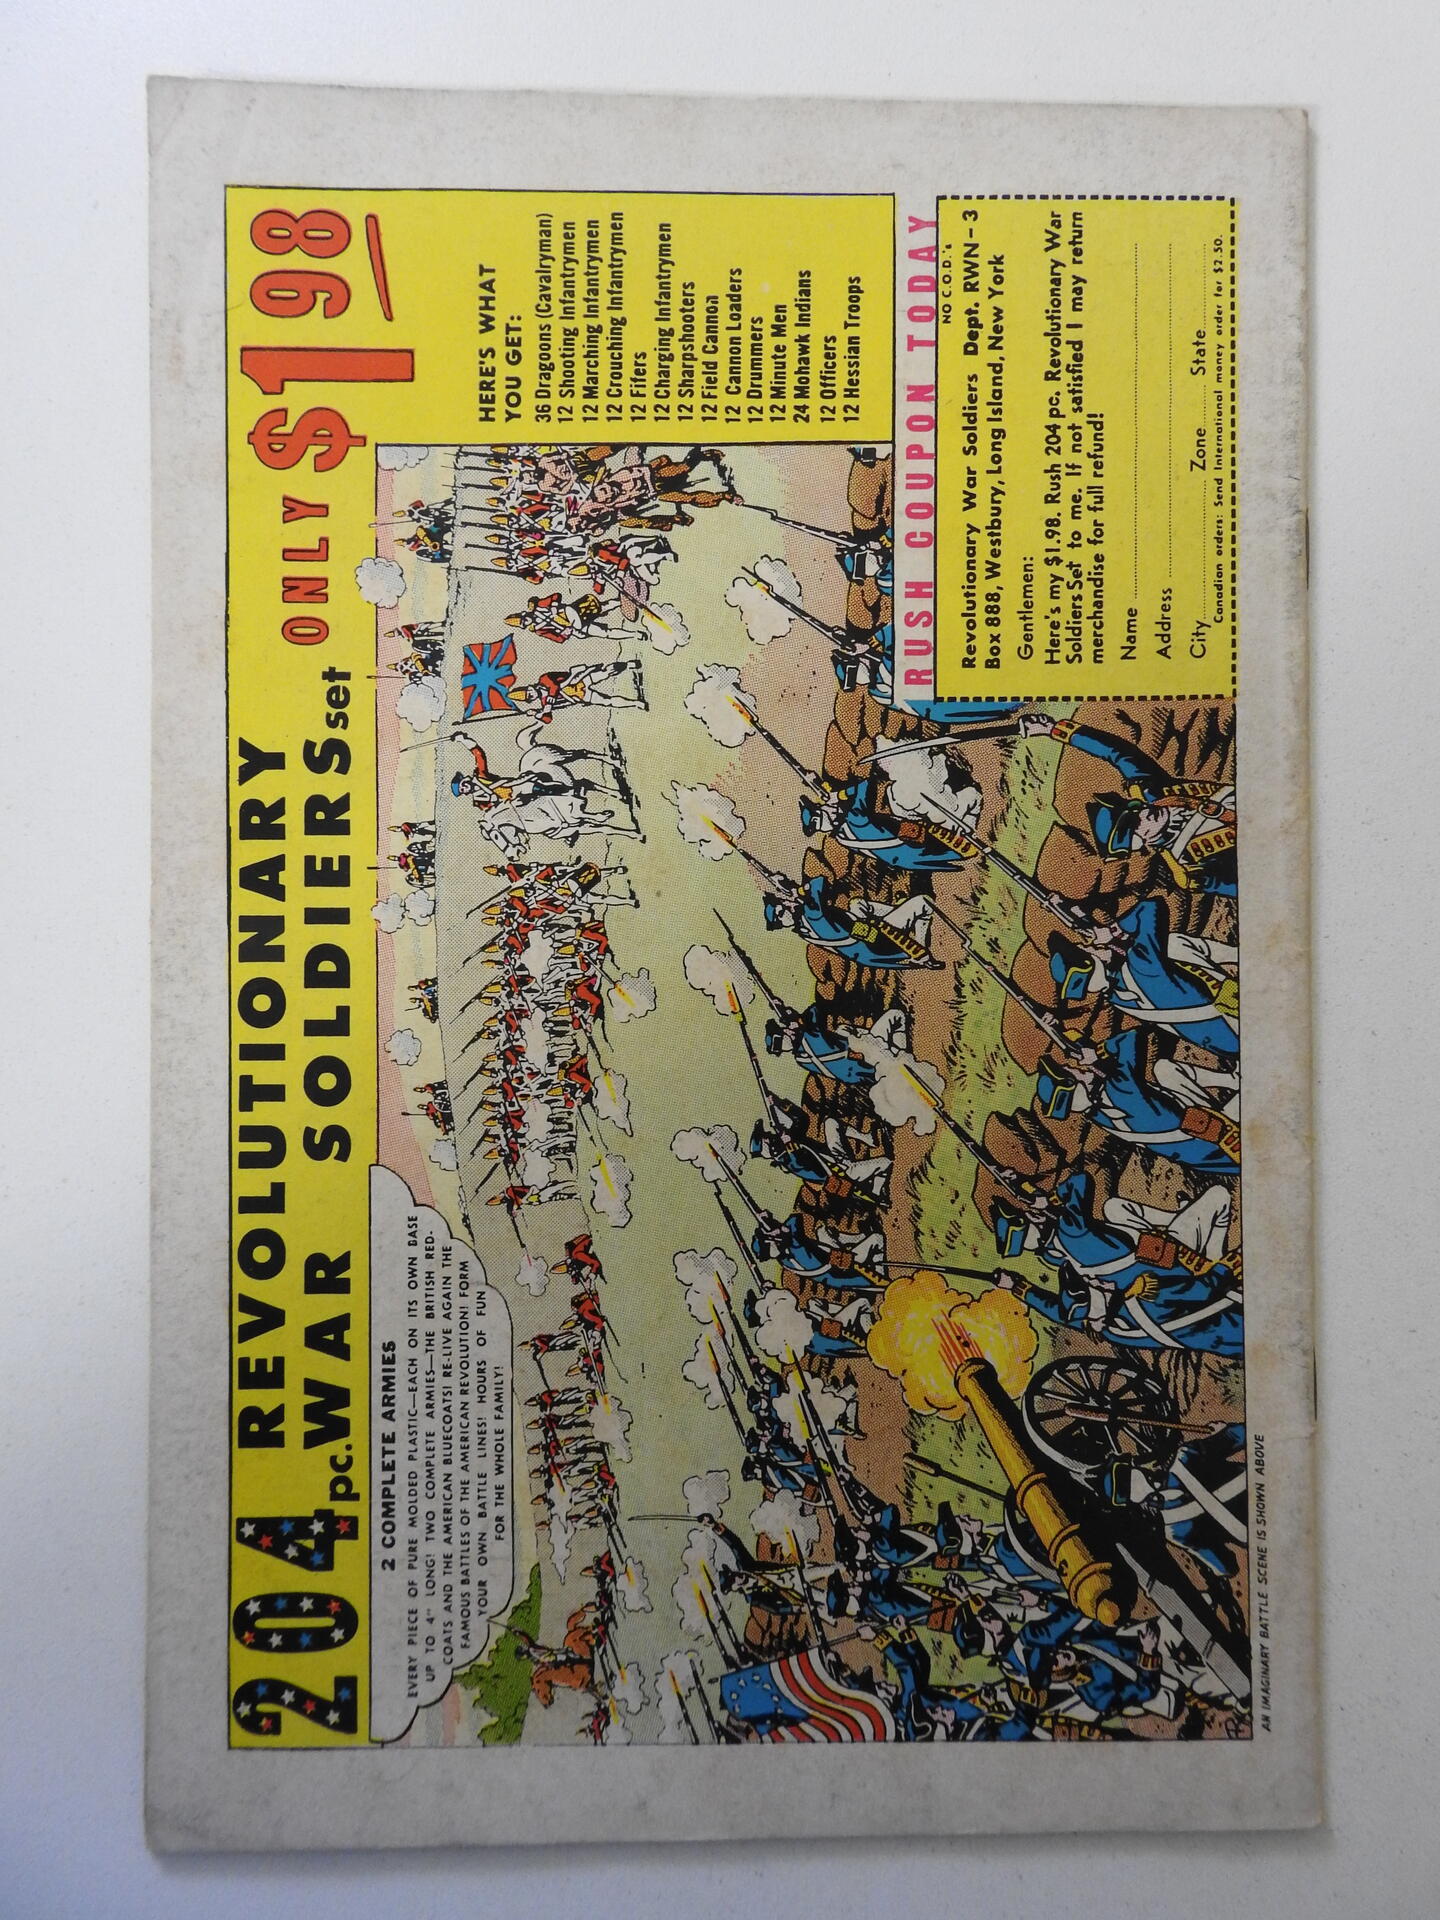 204 pc. REVOLUTIONARY
WAR SOLDIERS set
ONLY $1 98
2 COMPLETE ARMIES
EVERY PIECE OF PURE MOLDED PLASTIC—EACH ON ITS OWN BASE
UP TO 4" LONG! TWO COMPLETE ARMIES—THE BRITISH RED-
COATS AND THE AMERICAN BLUECOATS! RE-LIVE AGAIN THE
FAMOUS BATTLES OF THE AMERICAN REVOLUTION! FORM
YOUR OWN BATTLE LINES! HOURS OF FUN
FOR THE WHOLE FAMILY!
HERE'S WHAT
YOU GET:
36 Dragoons (Cavalryman)
12 Shooting Infantrymen
12 Marching Infantrymen
12 Crouching Infantrymen
12 Fifers
12 Charging Infantrymen
12 Sharpshooters
12 Field Cannon
12 Cannon Loaders
12 Drummers
12 Minute Men
24 Mohawk Indians
12 Officers
12 Hessian Troops
RUSH COUPON TODAY
NO C.O.D.'s
Revolutionary War Soldiers Dept. RWN-3
Box 888, Westbury, Long Island, New York
Gentlemen:
Here's my $1.98. Rush 204 pc. Revolutionary War
Soldiers Set to me. If not satisfied I may return
merchandise for full refund!
Name
Address
City Zone State
Canadian orders: Send International money order for $2.50.
AN IMAGINARY BATTLE SCENE IS SHOWN ABOVE